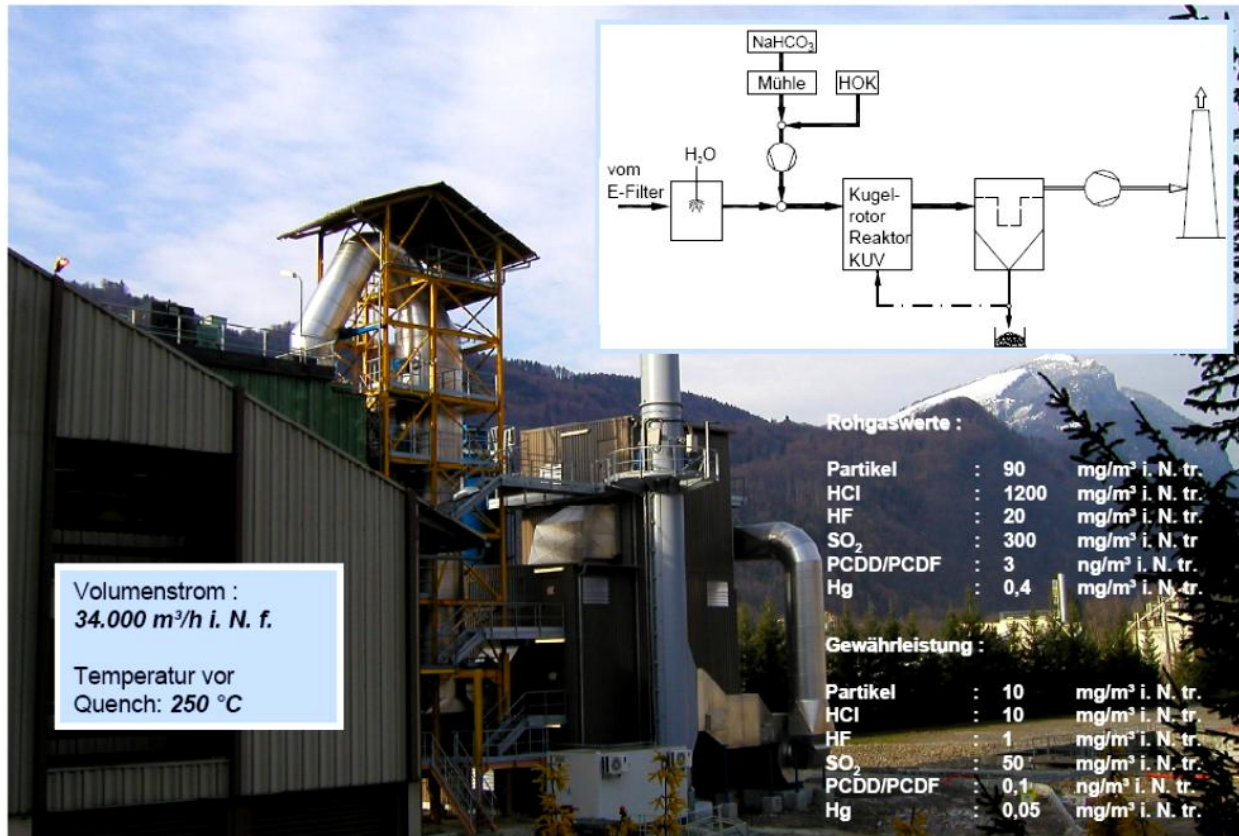 NaHCO₃
Mühle
HOK
H₂O
vom
E-Filter
Kugel-
rotor
Reaktor
KUV
Rohgaswerte :
Partikel : 90 mg/m³ i. N. tr.
HCl : 1200 mg/m³ i. N. tr.
HF : 20 mg/m³ i. N. tr.
SO₂ : 300 mg/m³ i. N. tr
PCDD/PCDF : 3 ng/m³ i. N. tr.
Hg : 0,4 mg/m³ i. N. tr.
Volumenstrom :
34.000 m³/h i. N. f.
Temperatur vor
Quench: 250 °C
Gewährleistung :
Partikel : 10 mg/m³ i. N. tr.
HCl : 10 mg/m³ i. N. tr.
HF : 1 mg/m³ i. N. tr.
SO₂ : 50 mg/m³ i. N. tr.
PCDD/PCDF : 0,1 ng/m³ i. N. tr.
Hg : 0,05 mg/m³ i. N. tr.